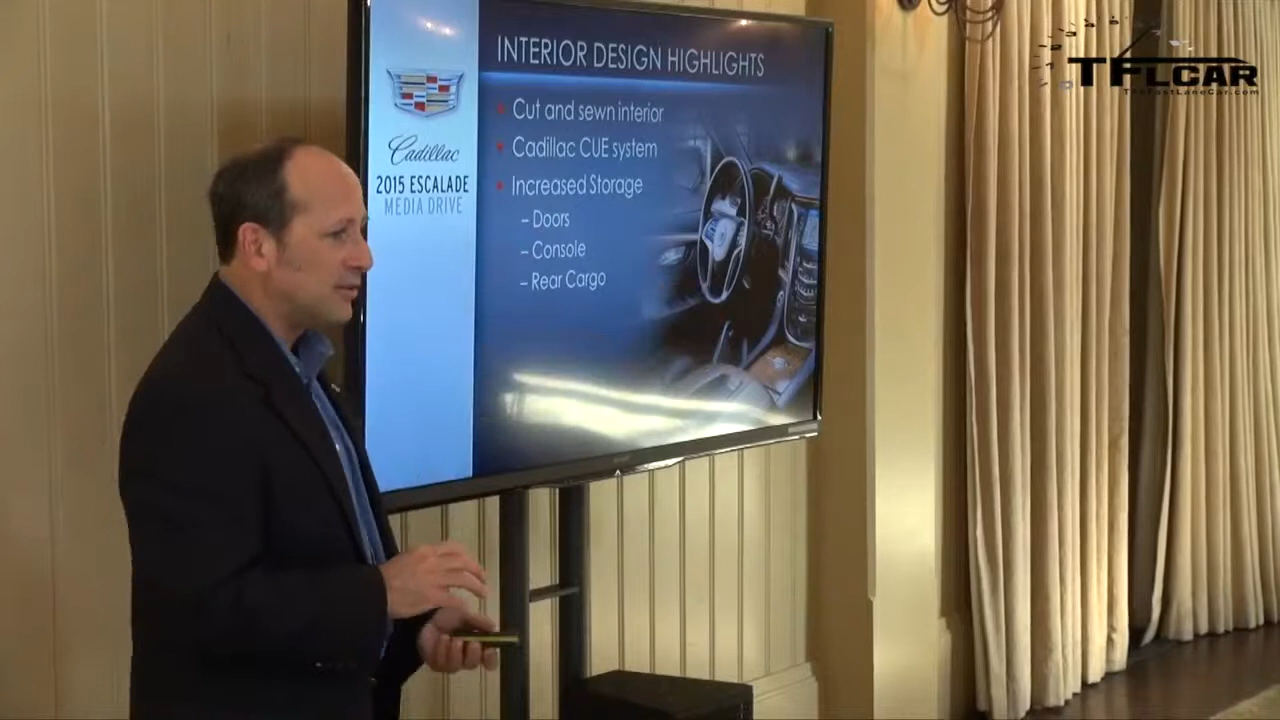 INTERIOR DESIGN HIGHLIGHTS
Cut and sewn interior
Cadillac CUE system
Increased Storage
– Doors
– Console
– Rear Cargo
Cadillac
2015 ESCALADE
MEDIA DRIVE
TFLCAR
TheFastLaneCar.com